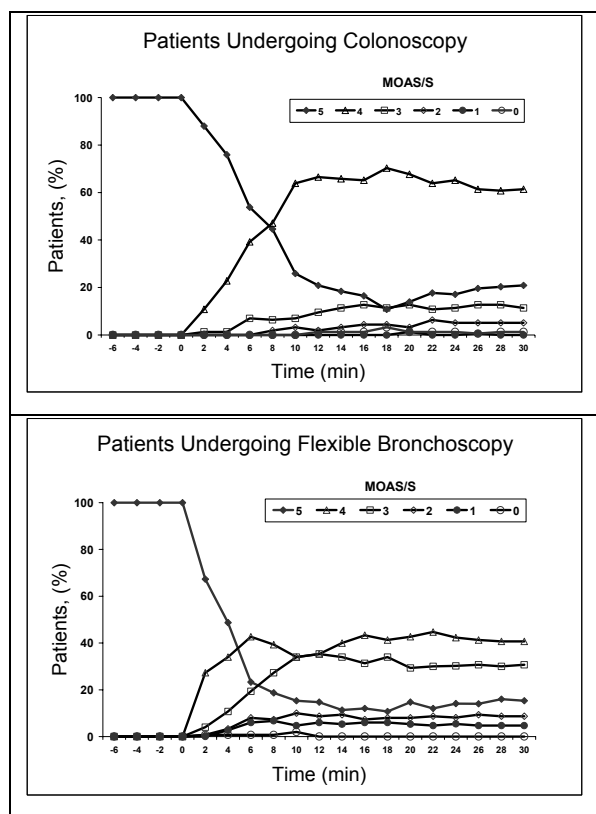 Patients Undergoing Colonoscopy
MOAS/S
5 4 3 2 1 0
Patients, (%)
100
80
60
40
20
0
-6 -4 -2 0 2 4 6 8 10 12 14 16 18 20 22 24 26 28 30
Time (min)
Patients Undergoing Flexible Bronchoscopy
MOAS/S
5 4 3 2 1 0
Patients, (%)
100
80
60
40
20
0
-6 -4 -2 0 2 4 6 8 10 12 14 16 18 20 22 24 26 28 30
Time (min)